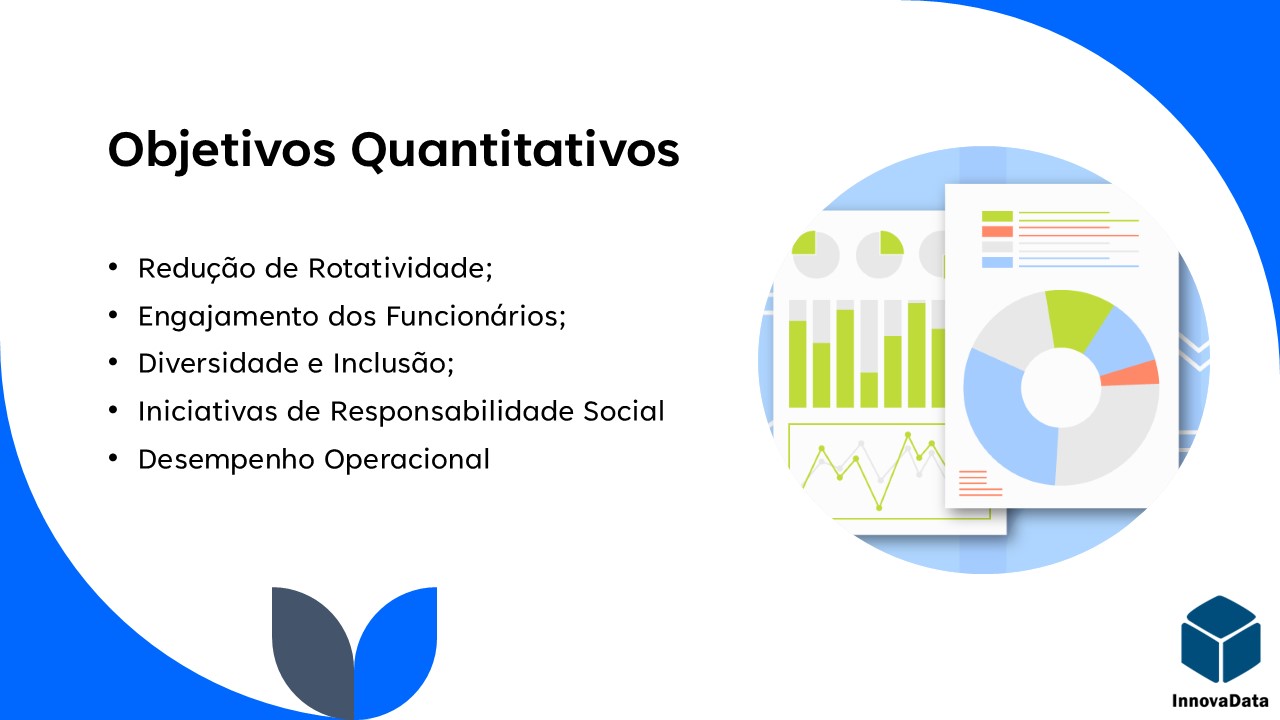 Objetivos Quantitativos
• Redução de Rotatividade;
• Engajamento dos Funcionários;
• Diversidade e Inclusão;
• Iniciativas de Responsabilidade Social
• Desempenho Operacional
InnovaData